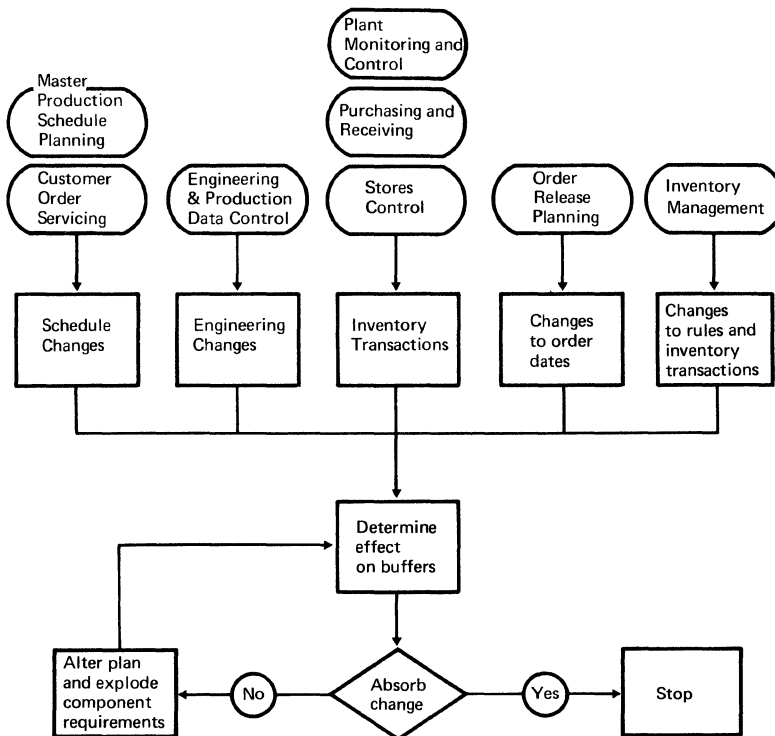 Plant
Monitoring and
Control
Master
Production
Schedule
Planning
Purchasing and
Receiving
Customer
Order
Servicing
Engineering
& Production
Data Control
Stores
Control
Order
Release
Planning
Inventory
Management
Schedule
Changes
Engineering
Changes
Inventory
Transactions
Changes
to order
dates
Changes
to rules and
inventory
transactions
Determine
effect
on buffers
Alter plan
and explode
component
requirements
No
Absorb
change
Yes
Stop